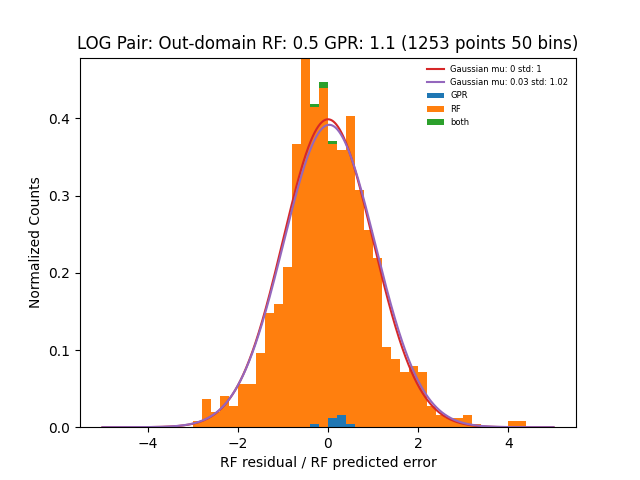 LOG Pair: Out-domain RF: 0.5 GPR: 1.1 (1253 points 50 bins)
Gaussian mu: 0 std: 1
Gaussian mu: 0.03 std: 1.02
GPR
RF
both
Normalized Counts
0.4
0.3
0.2
0.1
0.0
−4
−2
0
2
4
RF residual / RF predicted error